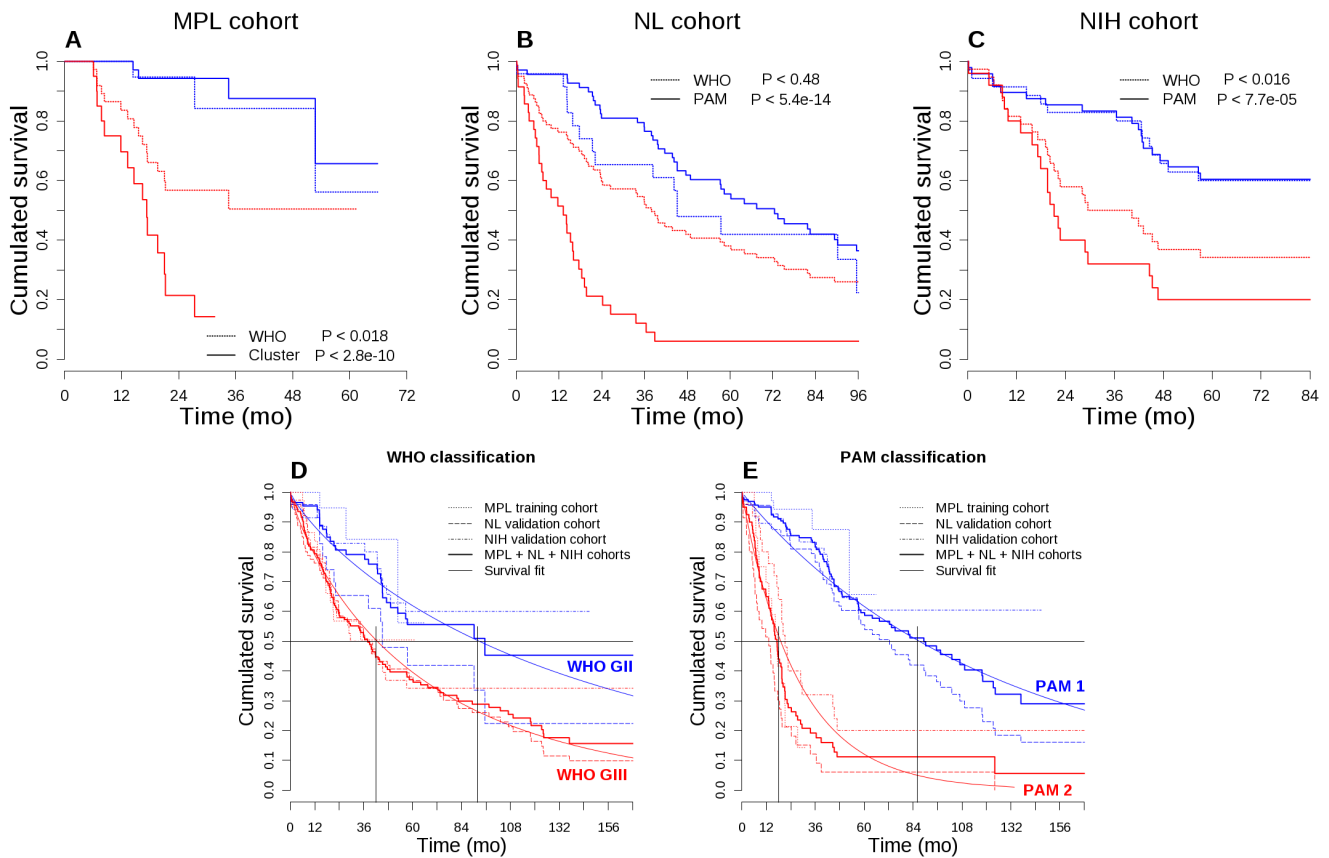 MPL cohort
NL cohort
NIH cohort
A
B
C
Cumulated survival
0.0 0.2 0.4 0.6 0.8 1.0
WHO P < 0.018
Cluster P < 2.8e-10
0 12 24 36 48 60 72
Time (mo)
Cumulated survival
0.0 0.2 0.4 0.6 0.8 1.0
WHO P < 0.48
PAM P < 5.4e-14
0 12 24 36 48 60 72 84 96
Time (mo)
Cumulated survival
0.0 0.2 0.4 0.6 0.8 1.0
WHO P < 0.016
PAM P < 7.7e-05
0 12 24 36 48 60 72 84
Time (mo)
D
WHO classification
Cumulated survival
0.0 0.1 0.2 0.3 0.4 0.5 0.6 0.7 0.8 0.9 1.0
MPL training cohort
NL validation cohort
NIH validation cohort
MPL + NL + NIH cohorts
Survival fit
WHO GII
WHO GIII
0 12 36 60 84 108 132 156
Time (mo)
E
PAM classification
Cumulated survival
0.0 0.1 0.2 0.3 0.4 0.5 0.6 0.7 0.8 0.9 1.0
MPL training cohort
NL validation cohort
NIH validation cohort
MPL + NL + NIH cohorts
Survival fit
PAM 1
PAM 2
0 12 36 60 84 108 132 156
Time (mo)